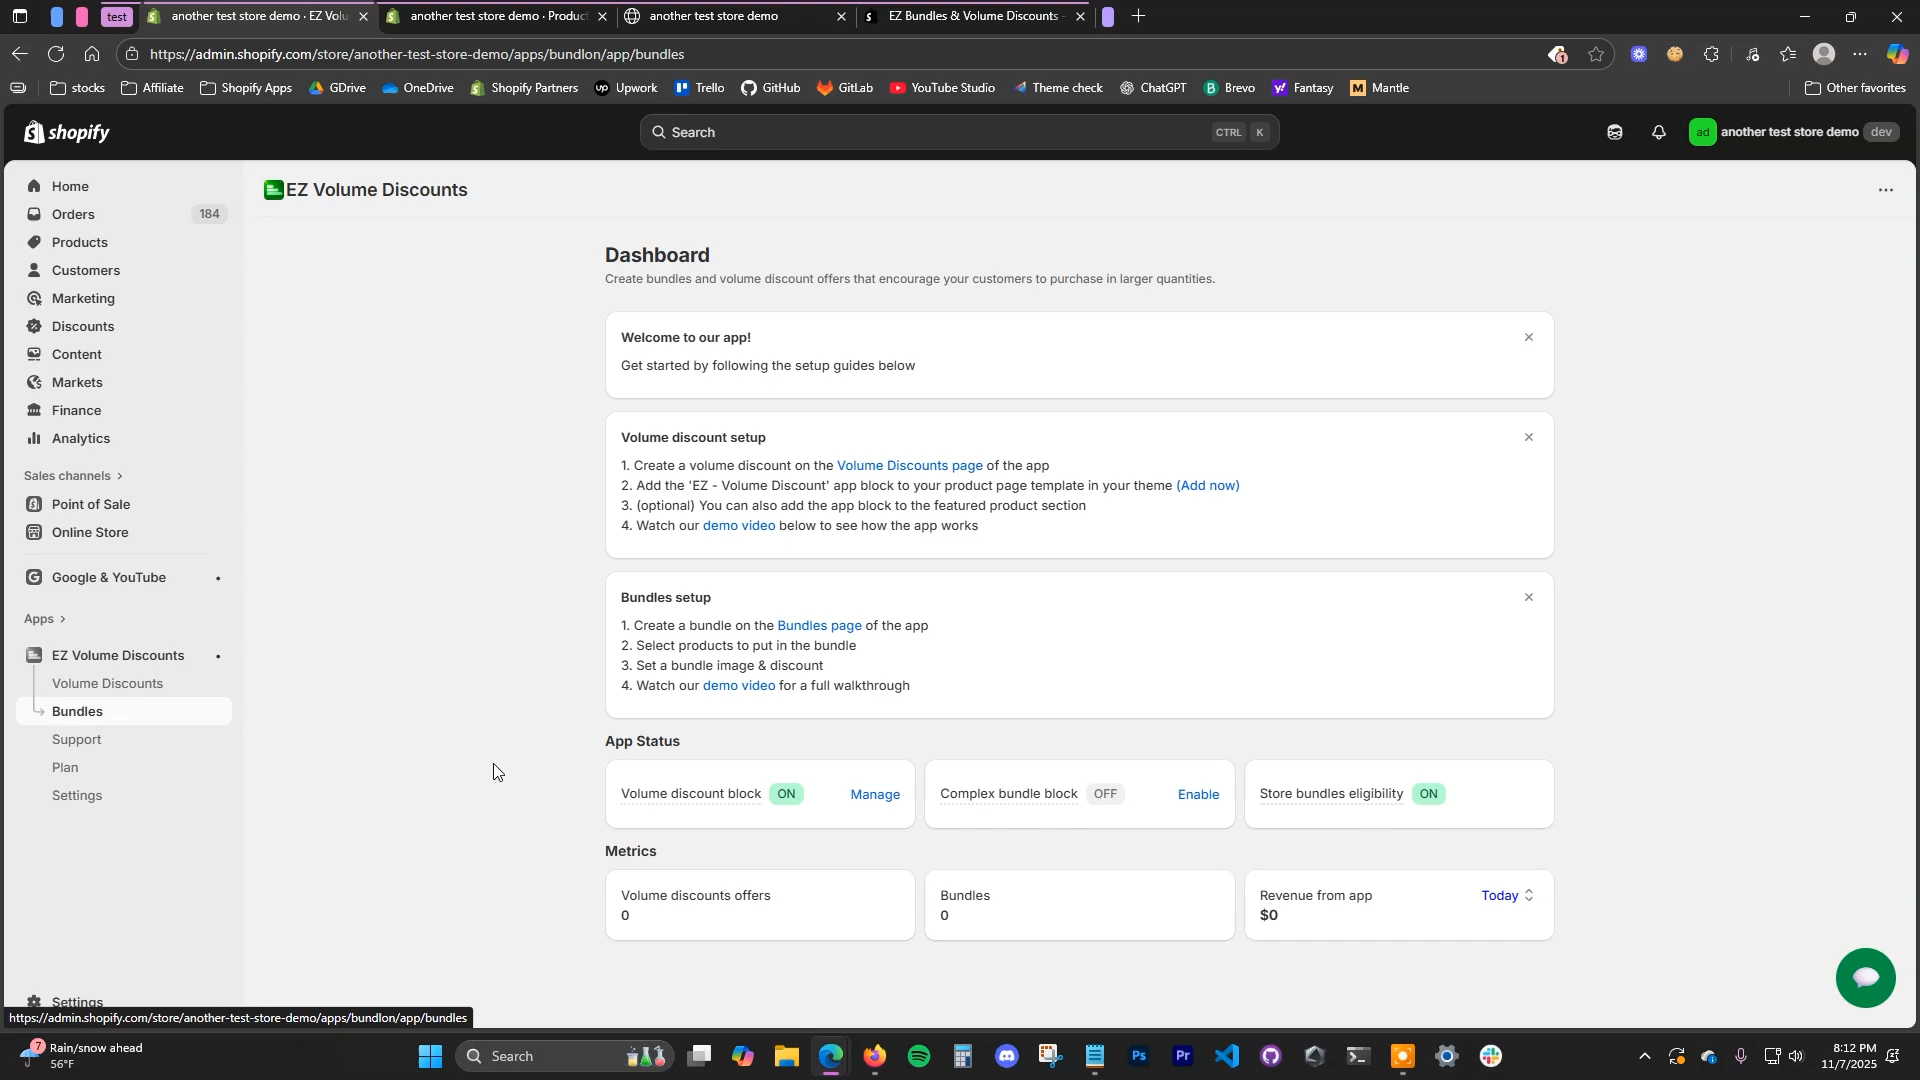 test
another test store demo · EZ Volu
another test store demo · Produc
another test store demo
EZ Bundles & Volume Discounts -
https://admin.shopify.com/store/another-test-store-demo/apps/bundlon/app/bundles
1
stocks
Affiliate
Shopify Apps
GDrive
OneDrive
Shopify Partners
up
Upwork
Trello
GitHub
GitLab
YouTube Studio
Theme check
ChatGPT
B
Brevo
Fantasy
M
Mantle
Other favorites
shopify
Search
CTRL
K
ad
another test store demo
dev
Home
Orders
184
Products
Customers
Marketing
Discounts
Content
Markets
Finance
Analytics
Sales channels
Point of Sale
Online Store
Google & YouTube
Apps
EZ Volume Discounts
Volume Discounts
Bundles
Support
Plan
Settings
Settings
EZ Volume Discounts
Dashboard
Create bundles and volume discount offers that encourage your customers to purchase in larger quantities.
Welcome to our app!
Get started by following the setup guides below
Volume discount setup
1. Create a volume discount on the Volume Discounts page of the app
2. Add the 'EZ - Volume Discount' app block to your product page template in your theme (Add now)
3. (optional) You can also add the app block to the featured product section
4. Watch our demo video below to see how the app works
Bundles setup
1. Create a bundle on the Bundles page of the app
2. Select products to put in the bundle
3. Set a bundle image & discount
4. Watch our demo video for a full walkthrough
App Status
Volume discount block
ON
Manage
Complex bundle block
OFF
Enable
Store bundles eligibility
ON
Metrics
Volume discounts offers
0
Bundles
0
Revenue from app
Today
$0
https://admin.shopify.com/store/another-test-store-demo/apps/bundlon/app/bundles
7
Rain/snow ahead
56°F
Search
Ps
Pr
8:12 PM
11/7/2025